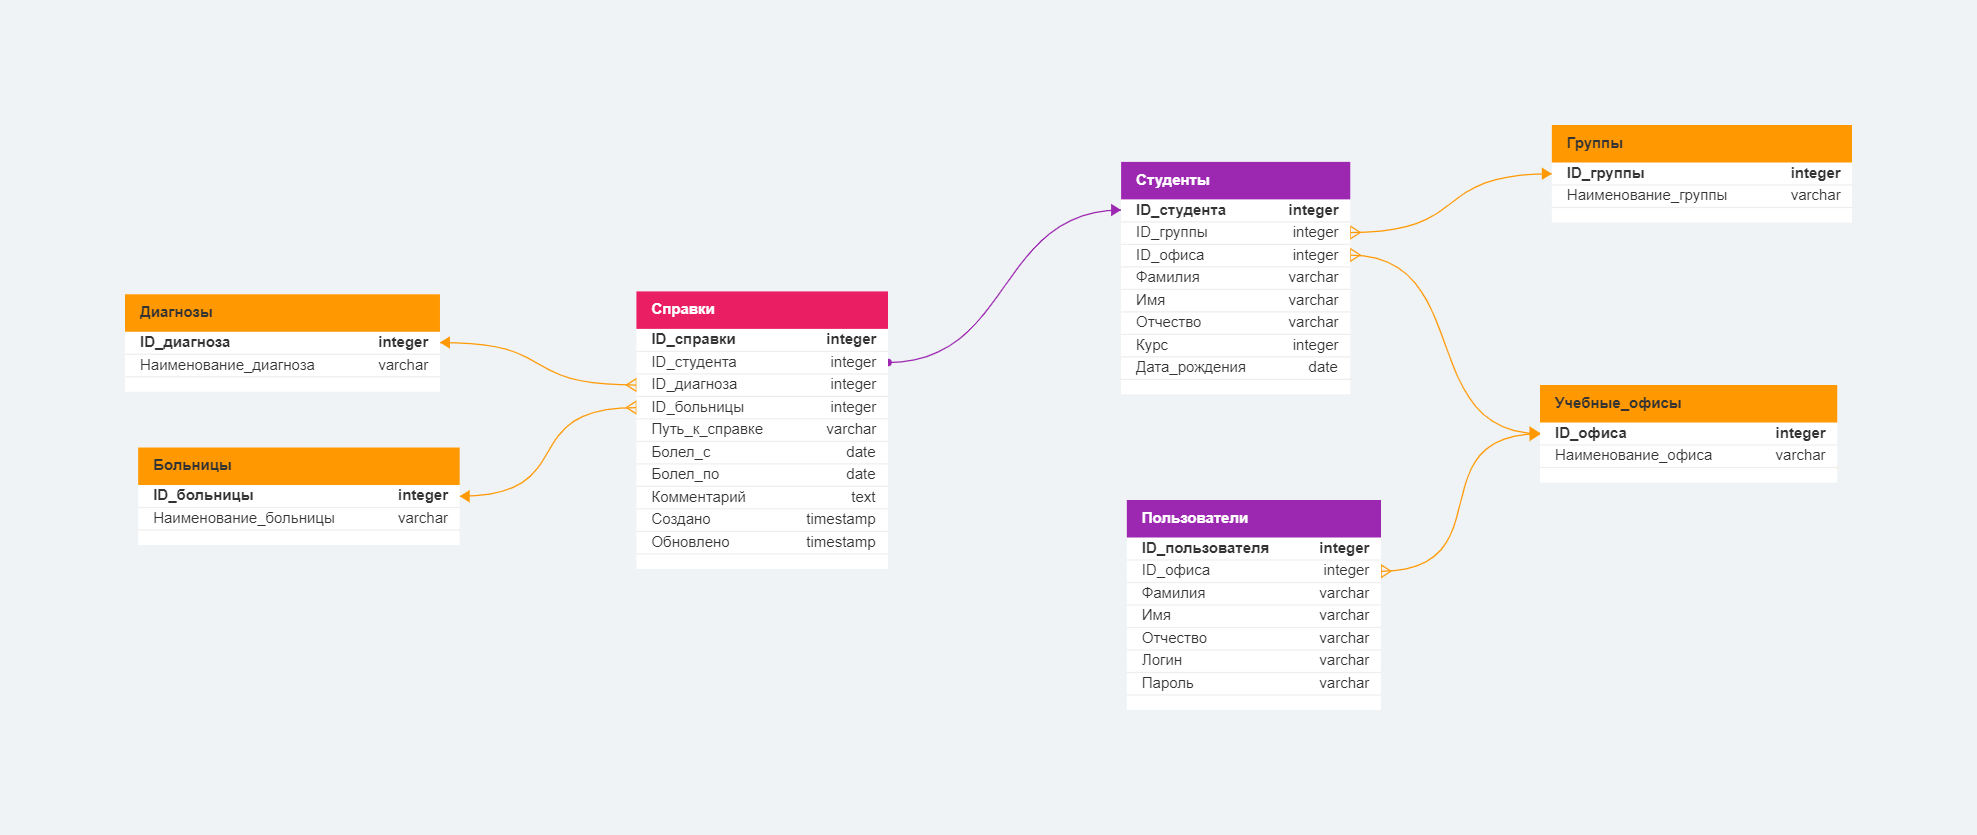 Диагнозы
ID_диагноза integer
Наименование_диагноза varchar
Больницы
ID_больницы integer
Наименование_больницы varchar
Справки
ID_справки integer
ID_студента integer
ID_диагноза integer
ID_больницы integer
Путь_к_справке varchar
Болел_с date
Болел_по date
Комментарий text
Создано timestamp
Обновлено timestamp
Студенты
ID_студента integer
ID_группы integer
ID_офиса integer
Фамилия varchar
Имя varchar
Отчество varchar
Курс integer
Дата_рождения date
Пользователи
ID_пользователя integer
ID_офиса integer
Фамилия varchar
Имя varchar
Отчество varchar
Логин varchar
Пароль varchar
Группы
ID_группы integer
Наименование_группы varchar
Учебные_офисы
ID_офиса integer
Наименование_офиса varchar